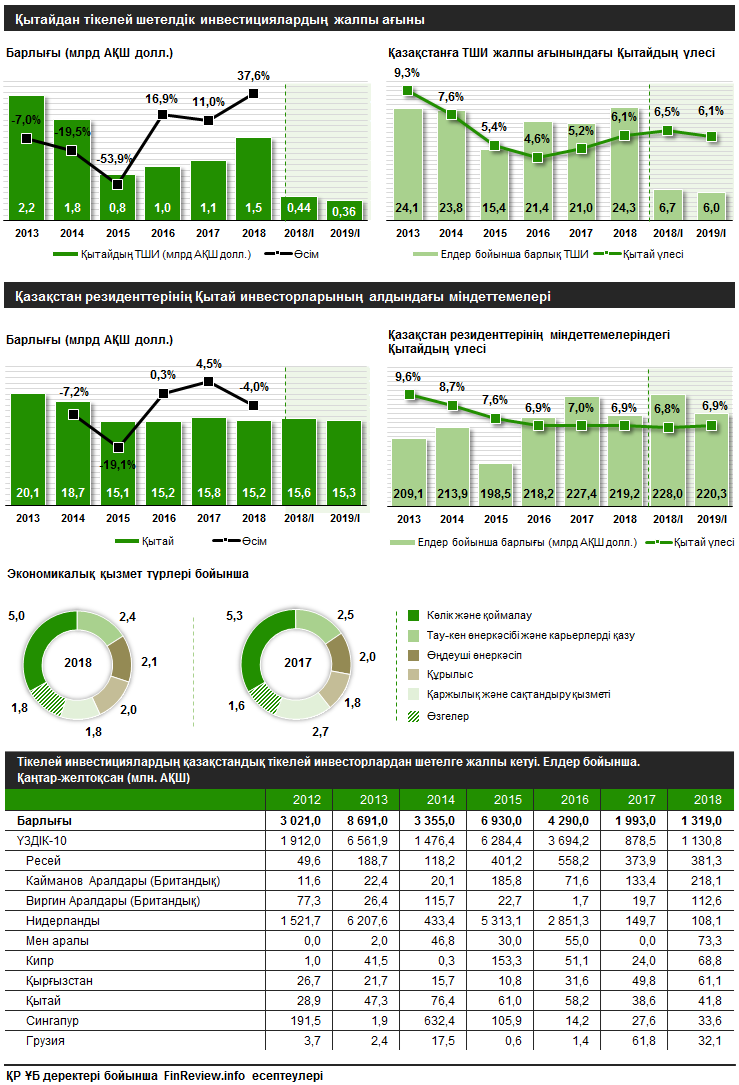 Қытайдан тікелей шетелдік инвестициялардың жалпы ағыны
Барлығы (млрд АҚШ долл.)
-7,0% -19,5% -53,9% 16,9% 11,0% 37,6%
2,2 1,8 0,8 1,0 1,1 1,5 0,44 0,36
2013 2014 2015 2016 2017 2018 2018/I 2019/I
Қытайдың ТШИ (млрд АҚШ долл.) Өсім
Қазақстанға ТШИ жалпы ағынындағы Қытайдың үлесі
9,3% 7,6% 5,4% 4,6% 5,2% 6,1% 6,5% 6,1%
24,1 23,8 15,4 21,4 21,0 24,3 6,7 6,0
2013 2014 2015 2016 2017 2018 2018/I 2019/I
Елдер бойынша барлық ТШИ Қытай үлесі
Қазақстан резиденттерінің Қытай инвесторларының алдындағы міндеттемелері
Барлығы (млрд АҚШ долл.)
-7,2% -19,1% 0,3% 4,5% -4,0%
20,1 18,7 15,1 15,2 15,8 15,2 15,6 15,3
2013 2014 2015 2016 2017 2018 2018/I 2019/I
Қытай Өсім
Қазақстан резиденттерінің міндеттемелеріндегі
Қытайдың үлесі
9,6% 8,7% 7,6% 6,9% 7,0% 6,9% 6,8% 6,9%
209,1 213,9 198,5 218,2 227,4 219,2 228,0 220,3
2013 2014 2015 2016 2017 2018 2018/I 2019/I
Елдер бойынша барлығы (млрд АҚШ долл.) Қытай үлесі
Экономикалық қызмет түрлері бойынша
5,0 2,4 2,1 2,0 1,8 1,8
2018
5,3 2,5 2,0 1,8 2,7 1,6
2017
Көлік және қоймалау
Тау-кен өнеркәсібі және карьерлерді қазу
Өңдеуші өнеркәсіп
Құрылыс
Қаржылық және сақтандыру қызметі
Өзгелер
Тікелей инвестициялардың қазақстандық тікелей инвесторлардан шетелге жалпы кетуі. Елдер бойынша.
Қаңтар-желтоқсан (млн. АҚШ)
2012 2013 2014 2015 2016 2017 2018
Барлығы 3 021,0 8 691,0 3 355,0 6 930,0 4 290,0 1 993,0 1 319,0
ҮЗДІК-10 1 912,0 6 561,9 1 476,4 6 284,4 3 694,2 878,5 1 130,8
Ресей 49,6 188,7 118,2 401,2 558,2 373,9 381,3
Кайманов Аралдары (Британдық) 11,6 22,4 20,1 185,8 71,6 133,4 218,1
Виргин Аралдары (Британдық) 77,3 26,4 115,7 22,7 1,7 19,7 112,6
Нидерланды 1 521,7 6 207,6 433,4 5 313,1 2 851,3 149,7 108,1
Мен аралы 0,0 2,0 46,8 30,0 55,0 0,0 73,3
Кипр 1,0 41,5 0,3 153,3 51,1 24,0 68,8
Қырғызстан 26,7 21,7 15,7 10,8 31,6 49,8 61,1
Қытай 28,9 47,3 76,4 61,0 58,2 38,6 41,8
Сингапур 191,5 1,9 632,4 105,9 14,2 27,6 33,6
Грузия 3,7 2,4 17,5 0,6 1,4 61,8 32,1
ҚР ҰБ деректері бойынша FinReview.info есептеулері